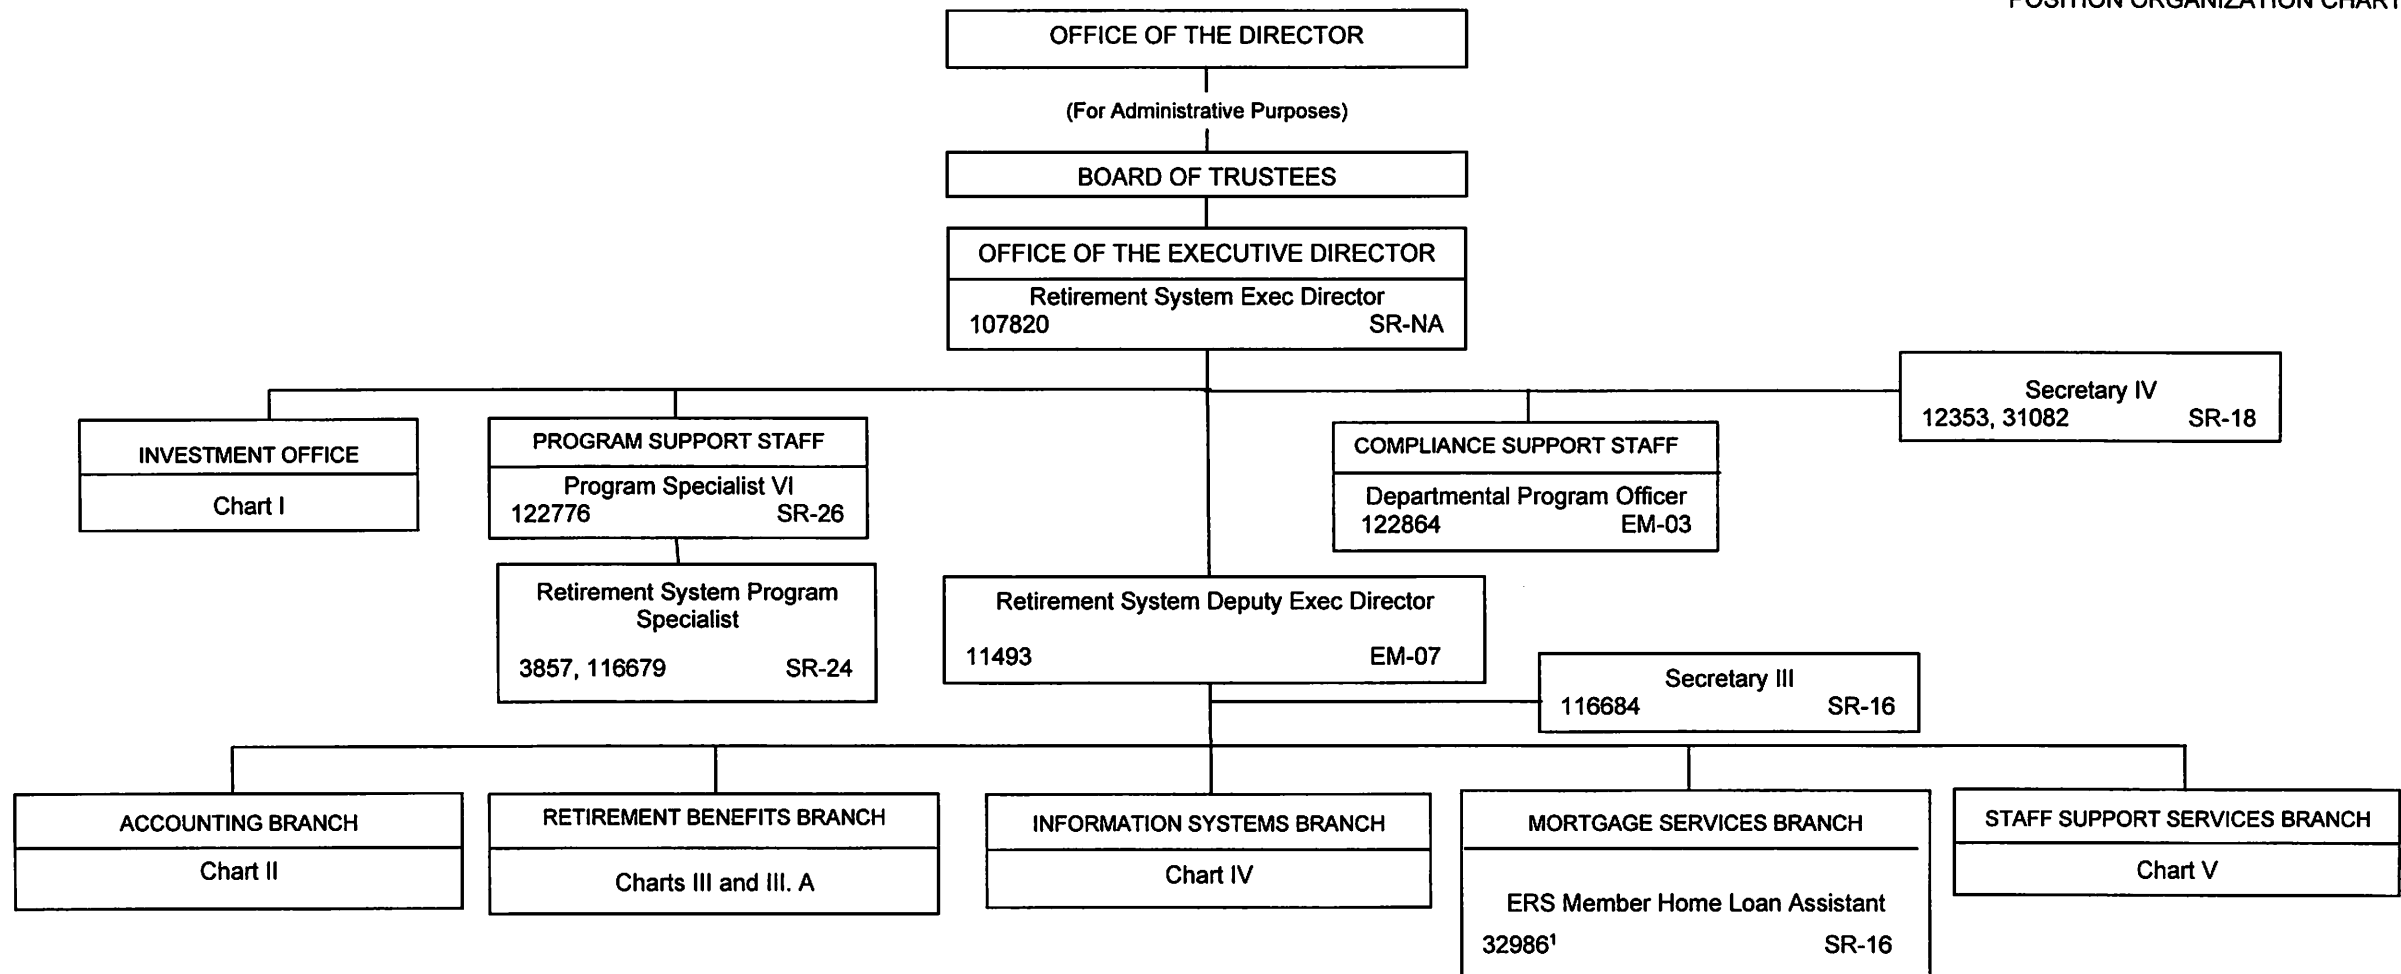 POSITION ORGANIZATION CHART
OFFICE OF THE DIRECTOR
(For Administrative Purposes)
BOARD OF TRUSTEES
OFFICE OF THE EXECUTIVE DIRECTOR
Retirement System Exec Director
107820 SR-NA
Secretary IV
12353, 31082 SR-18
INVESTMENT OFFICE
Chart I
PROGRAM SUPPORT STAFF
Program Specialist VI
122776 SR-26
COMPLIANCE SUPPORT STAFF
Departmental Program Officer
122864 EM-03
Retirement System Program
Specialist
3857, 116679 SR-24
Retirement System Deputy Exec Director
11493 EM-07
Secretary III
116684 SR-16
ACCOUNTING BRANCH
Chart II
RETIREMENT BENEFITS BRANCH
Charts III and III. A
INFORMATION SYSTEMS BRANCH
Chart IV
MORTGAGE SERVICES BRANCH
ERS Member Home Loan Assistant
32986¹ SR-16
STAFF SUPPORT SERVICES BRANCH
Chart V